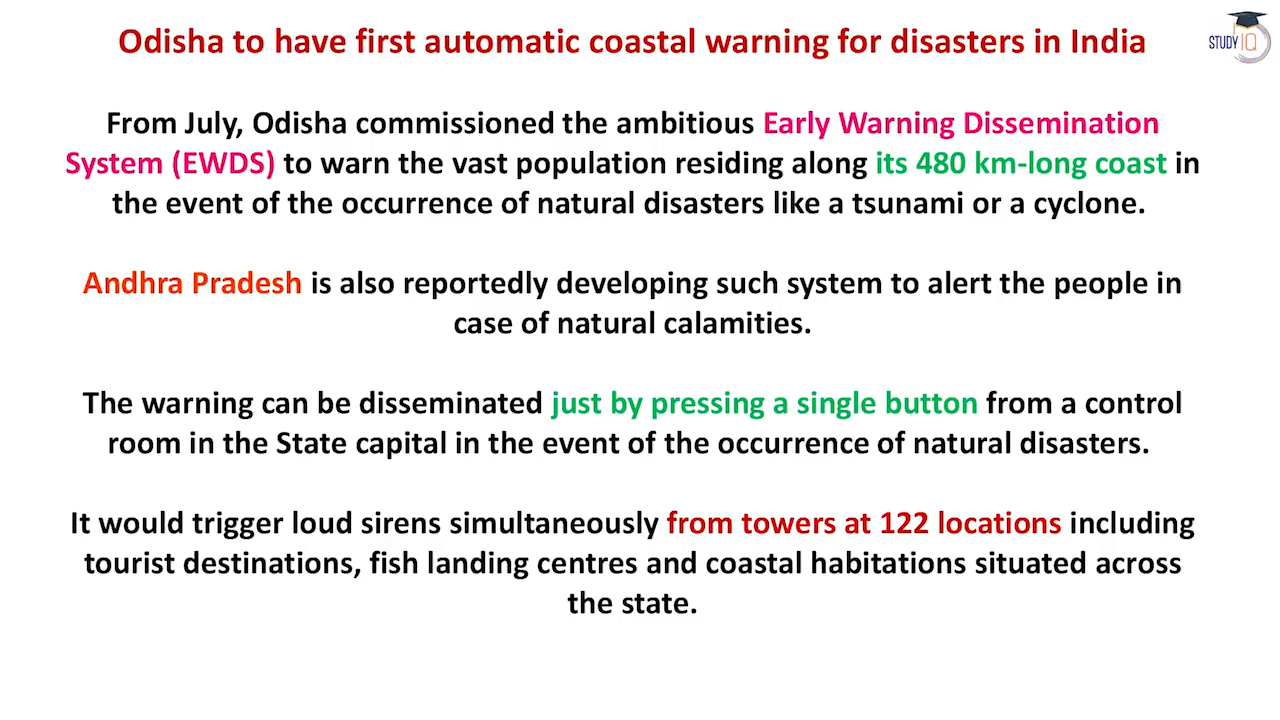 Odisha to have first automatic coastal warning for disasters in India
STUDY IQ
From July, Odisha commissioned the ambitious Early Warning Dissemination
System (EWDS) to warn the vast population residing along its 480 km-long coast in
the event of the occurrence of natural disasters like a tsunami or a cyclone.
Andhra Pradesh is also reportedly developing such system to alert the people in
case of natural calamities.
The warning can be disseminated just by pressing a single button from a control
room in the State capital in the event of the occurrence of natural disasters.
It would trigger loud sirens simultaneously from towers at 122 locations including
tourist destinations, fish landing centres and coastal habitations situated across
the state.